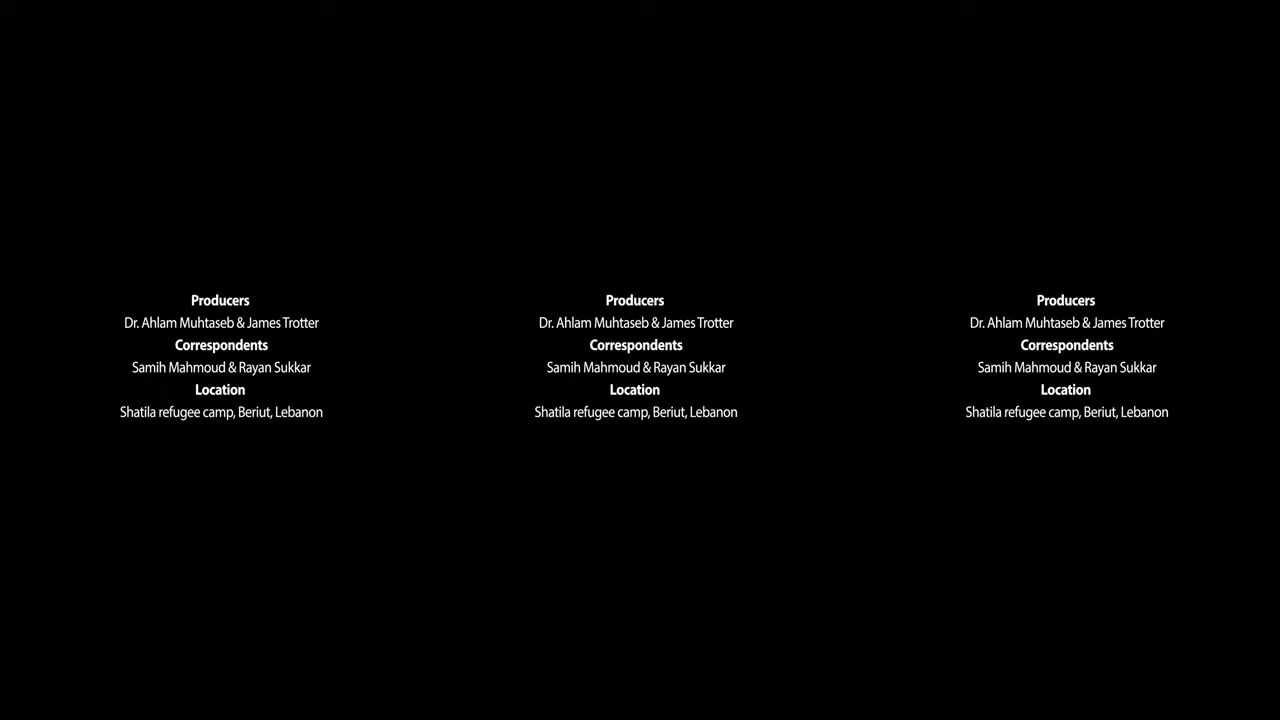 Producers
Dr. Ahlam Muhtaseb & James Trotter
Correspondents
Samih Mahmoud & Rayan Sukkar
Location
Shatila refugee camp, Beriut, Lebanon
Producers
Dr. Ahlam Muhtaseb & James Trotter
Correspondents
Samih Mahmoud & Rayan Sukkar
Location
Shatila refugee camp, Beriut, Lebanon
Producers
Dr. Ahlam Muhtaseb & James Trotter
Correspondents
Samih Mahmoud & Rayan Sukkar
Location
Shatila refugee camp, Beriut, Lebanon